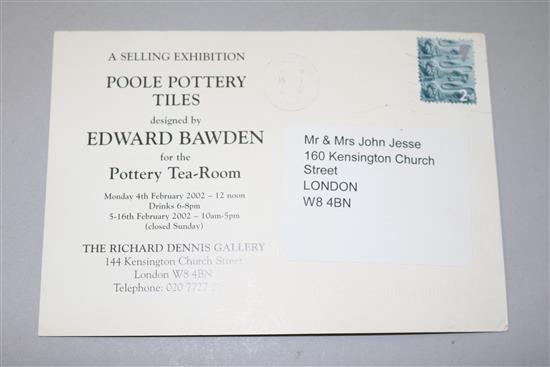 A SELLING EXHIBITION
POOLE POTTERY
TILES
designed by
EDWARD BAWDEN
for the
Pottery Tea-Room
Monday 4th February 2002 – 12 noon
Drinks 6-8pm
5-16th February 2002 – 10am-5pm
(closed Sunday)
THE RICHARD DENNIS GALLERY
144 Kensington Church Street
London W8 4BN
Telephone: 020 7727
2
Mr & Mrs John Jesse
160 Kensington Church
Street
LONDON
W8 4BN